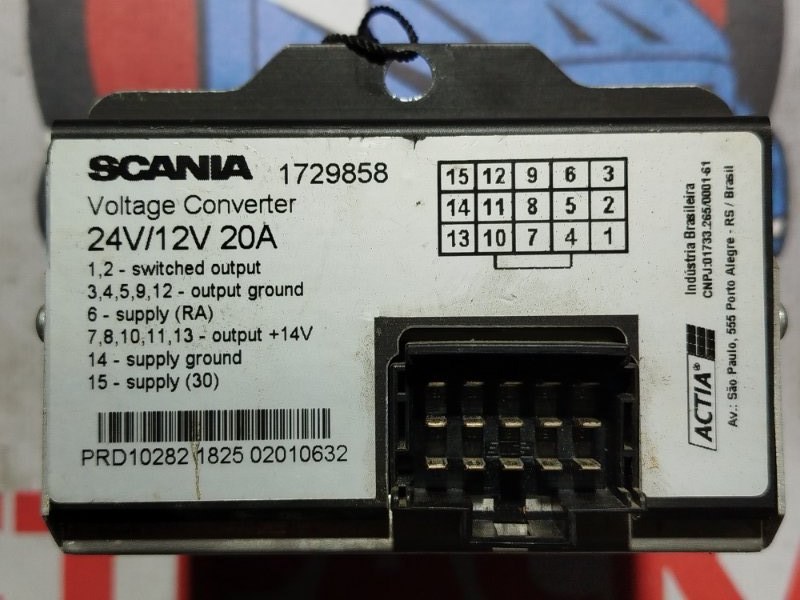 SCANIA 1729858
Voltage Converter
24V/12V 20A
1,2 - switched output
3,4,5,9,12 - output ground
6 - supply (RA)
7,8,10,11,13 - output +14V
14 - supply ground
15 - supply (30)
PRD10282 1825 02010632
15 12 9 6 3
14 11 8 5 2
13 10 7 4 1
Indústria Brasileira
CNPJ:01733.265/0001-61
Av.: São Paulo, 555 Porto Alegre - RS / Brasil
ACTIA®